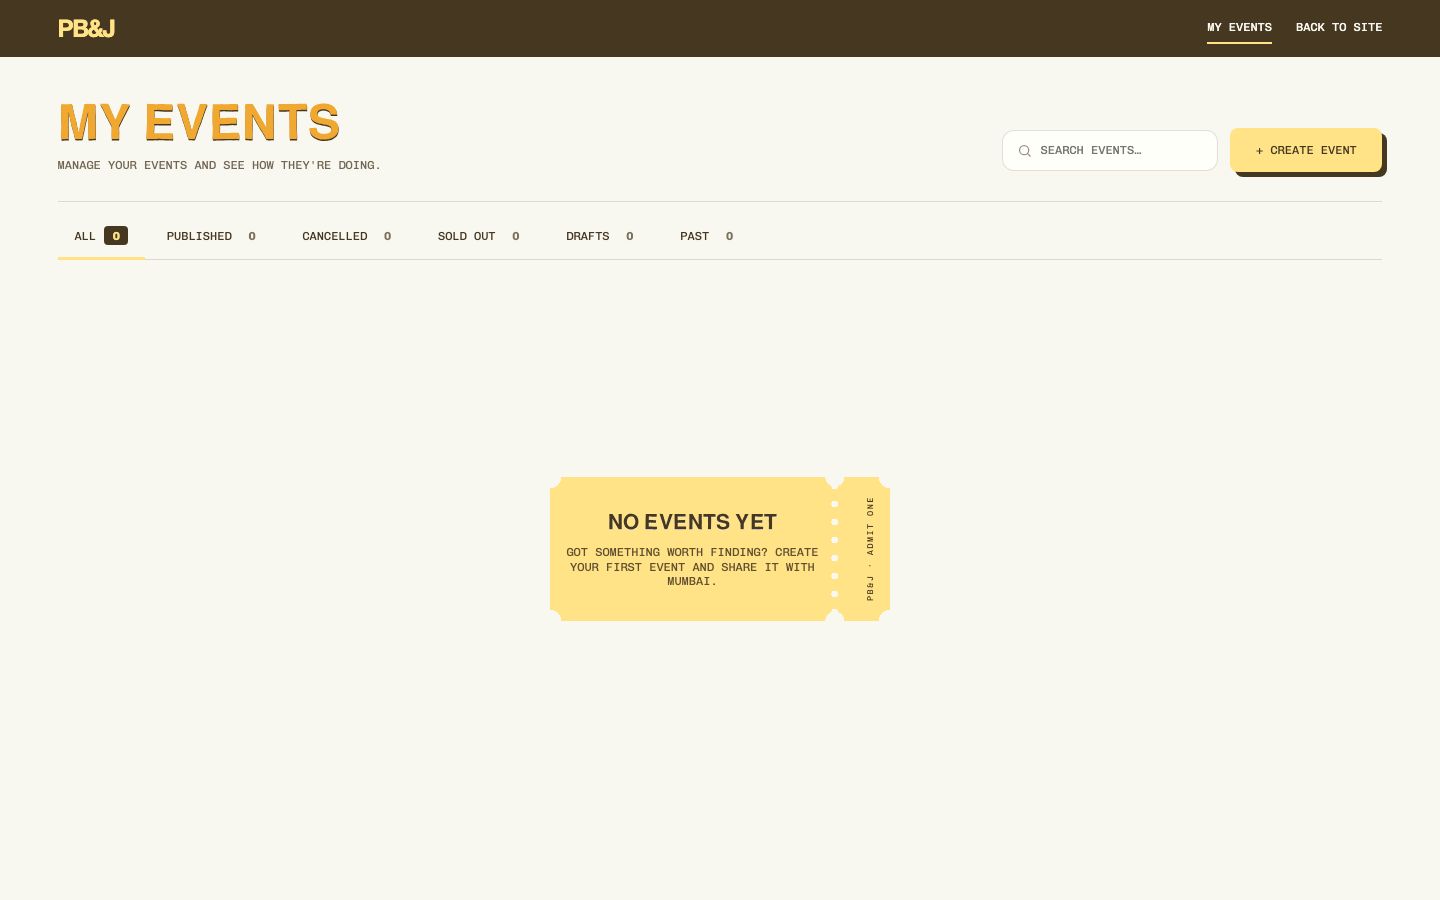 PB&J
MY EVENTS
BACK TO SITE
MY EVENTS
MANAGE YOUR EVENTS AND SEE HOW THEY'RE DOING.
SEARCH EVENTS…
+ CREATE EVENT
ALL 0
PUBLISHED 0
CANCELLED 0
SOLD OUT 0
DRAFTS 0
PAST 0
NO EVENTS YET
GOT SOMETHING WORTH FINDING? CREATE
YOUR FIRST EVENT AND SHARE IT WITH
MUMBAI.
PB&J · ADMIT ONE